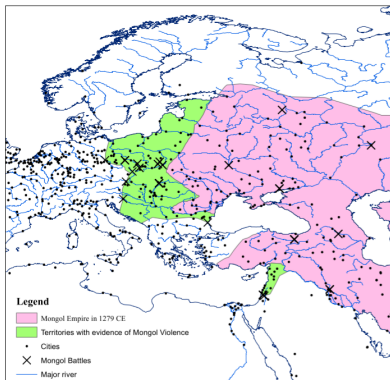 Legend
Mongol Empire in 1279 CE
Territories with evidence of Mongol Violence
Cities
Mongol Battles
Major river